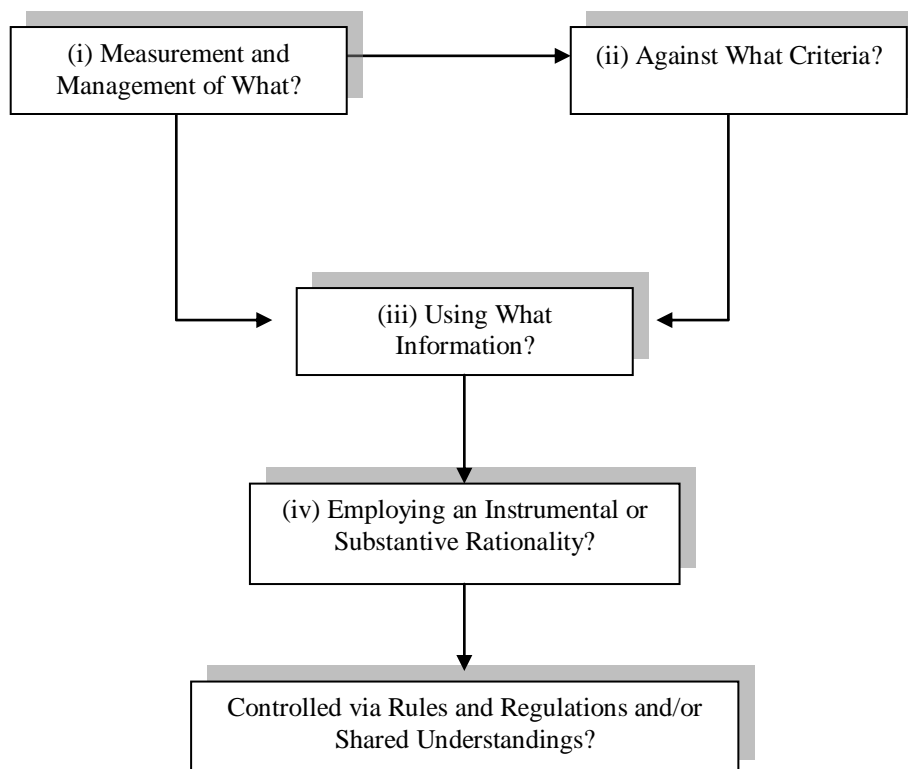 (i) Measurement and
Management of What?
(ii) Against What Criteria?
(iii) Using What
Information?
(iv) Employing an Instrumental or
Substantive Rationality?
Controlled via Rules and Regulations and/or
Shared Understandings?